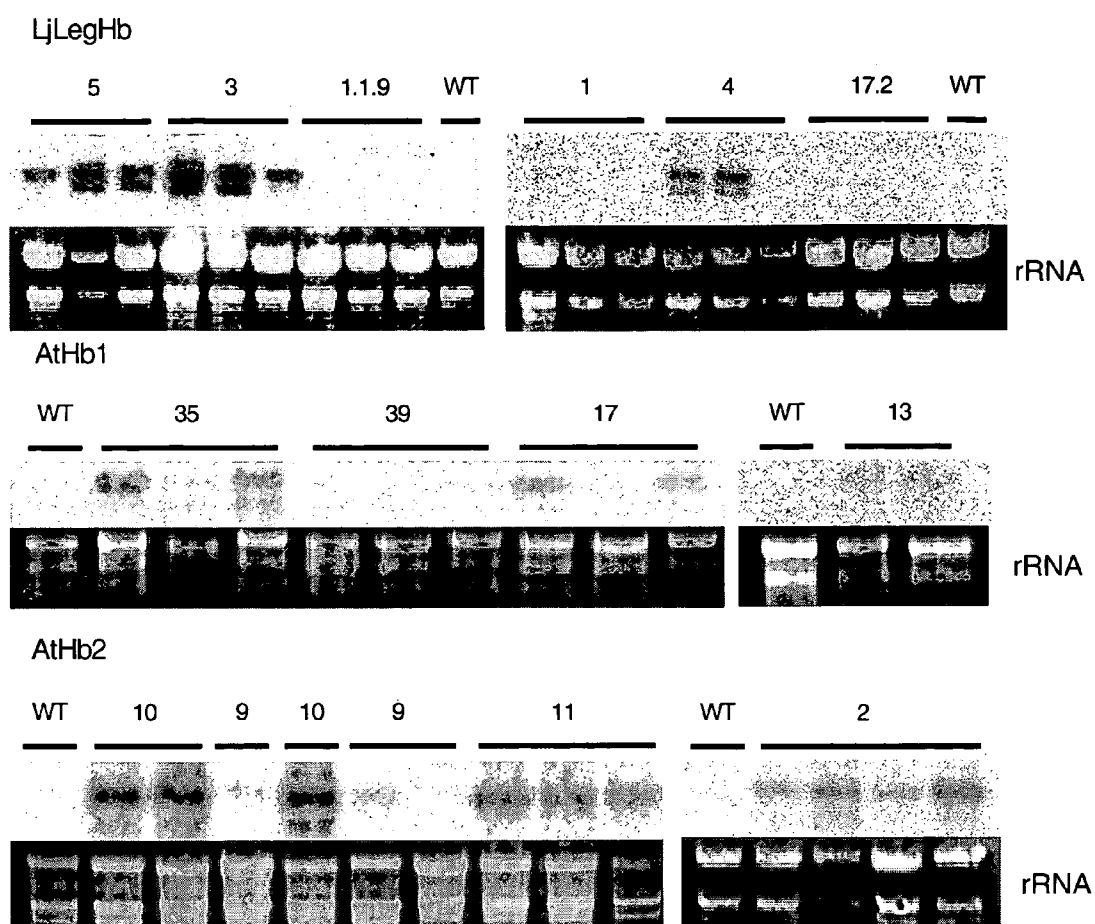 LjLegHb
5 3 1.1.9 WT 1 4 17.2 WT
rRNA
AtHb1
WT 35 39 17 WT 13
rRNA
AtHb2
WT 10 9 10 9 11 WT 2
rRNA